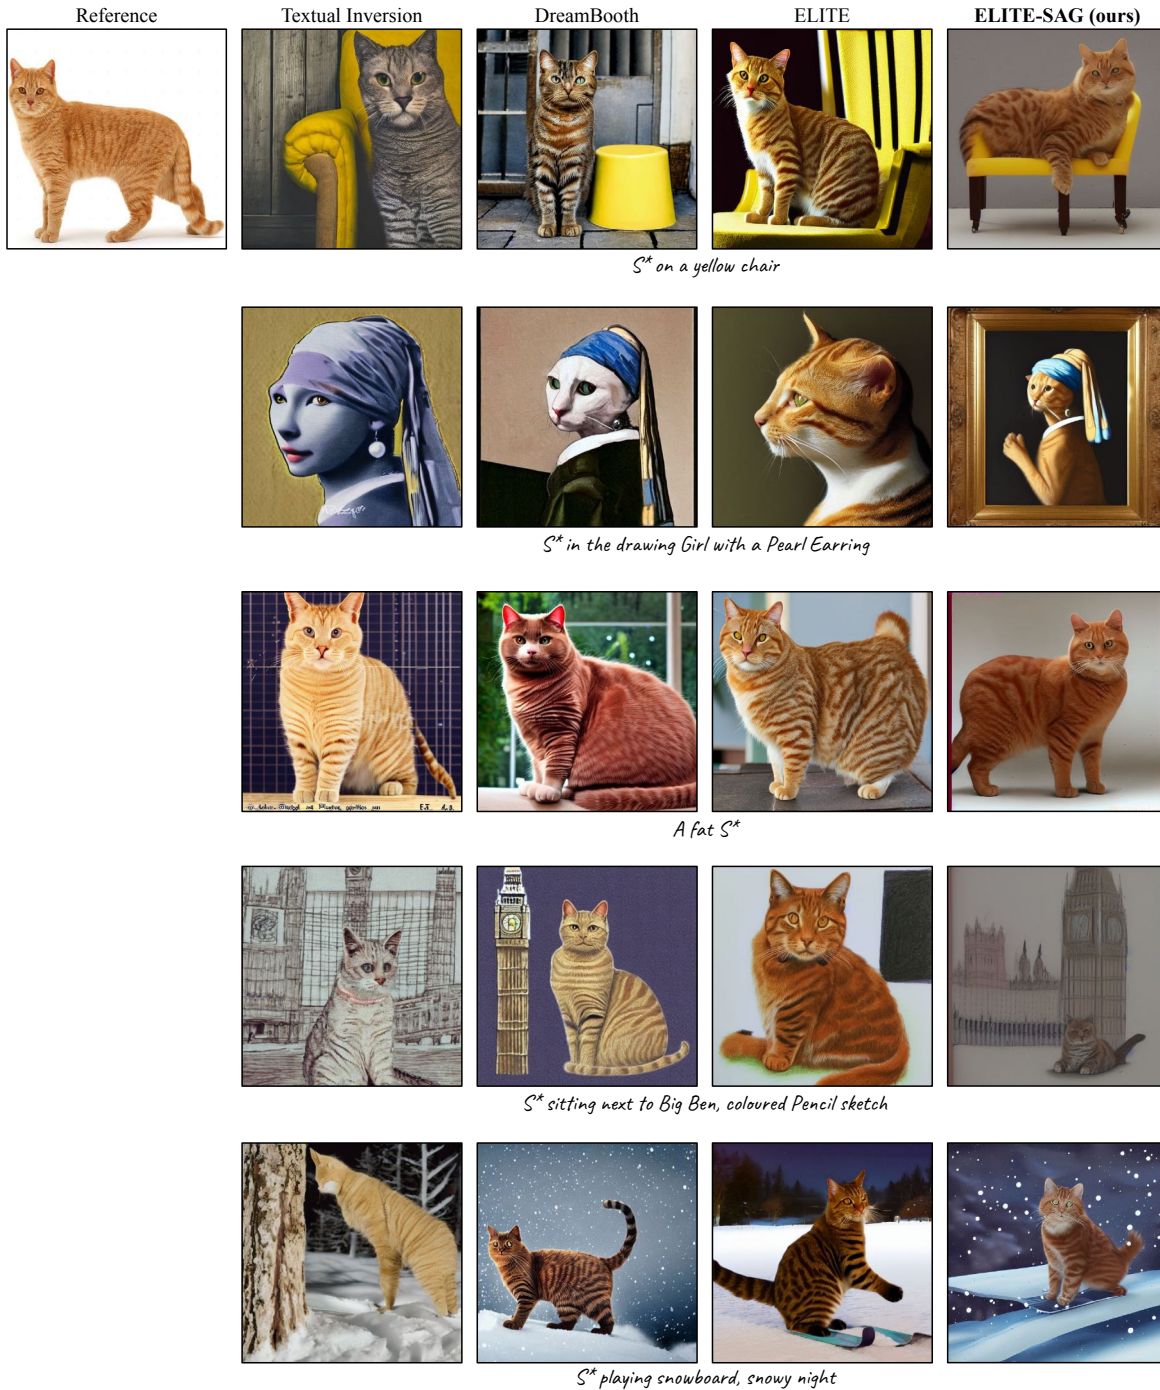 Reference
Textual Inversion
DreamBooth
ELITE
ELITE-SAG (ours)
S* on a yellow chair
S* in the drawing Girl with a Pearl Earring
A fat S*
S* sitting next to Big Ben, coloured Pencil sketch
S* playing snowboard, snowy night